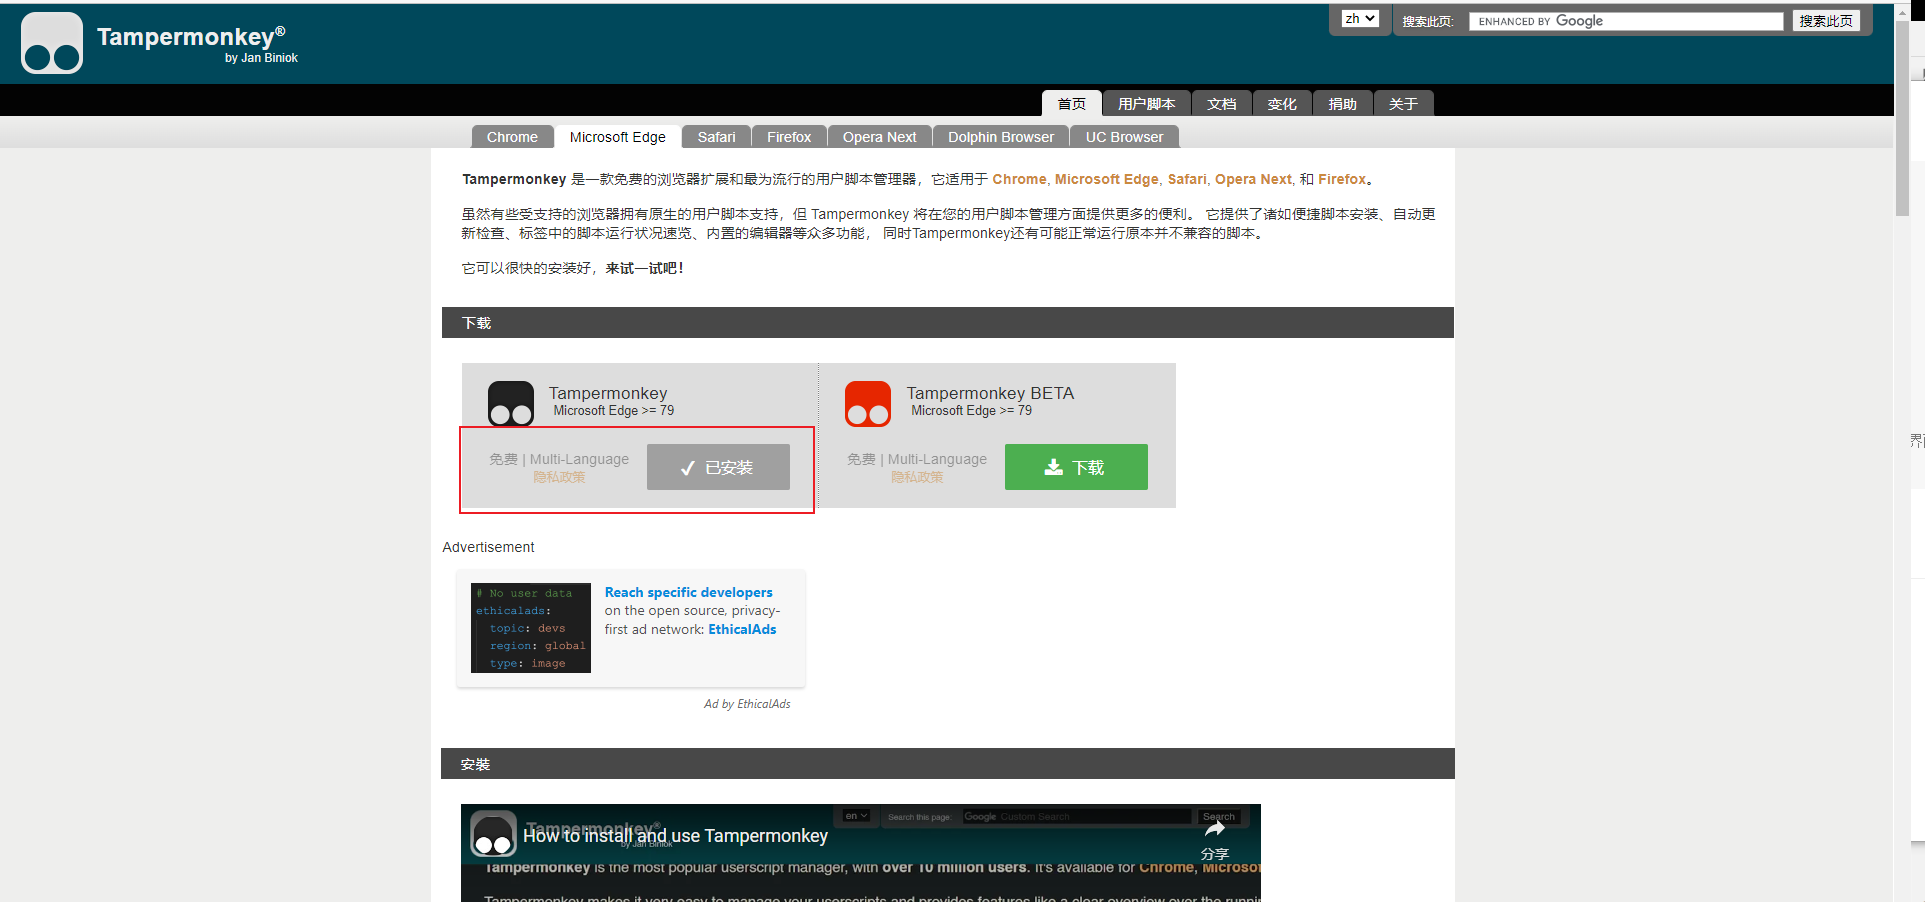 Tampermonkey®
by Jan Biniok
zh
搜索此页:
ENHANCED BY Google
搜索此页
首页 用户脚本 文档 变化 捐助 关于
Chrome Microsoft Edge Safari Firefox Opera Next Dolphin Browser UC Browser
Tampermonkey 是一款免费的浏览器扩展和最为流行的用户脚本管理器，它适用于 Chrome, Microsoft Edge, Safari, Opera Next, 和 Firefox。
虽然有些受支持的浏览器拥有原生的用户脚本支持，但 Tampermonkey 将在您的用户脚本管理方面提供更多的便利。 它提供了诸如便捷脚本安装、自动更
新检查、标签中的脚本运行状况速览、内置的编辑器等众多功能， 同时Tampermonkey还有可能正常运行原本并不兼容的脚本。
它可以很快的安装好，来试一试吧！
下载
Tampermonkey
Microsoft Edge >= 79
免费 | Multi-Language
隐私政策
已安装
Tampermonkey BETA
Microsoft Edge >= 79
免费 | Multi-Language
隐私政策
下载
Advertisement
# No user data
ethicalads:
topic: devs
region: global
type: image
Reach specific developers
on the open source, privacy-
first ad network: EthicalAds
Ad by EthicalAds
安裝
Tampermonkey®
by Jan Biniok
How to install and use Tampermonkey
en
Search this page:
Google Custom Search
Search
分享
Tampermonkey is the most popular userscript manager, with over 10 million users. It's available for Chrome, Microsof
Tampermonkey makes it very easy to manage your userscripts and provides features like a clear overview over the runnin